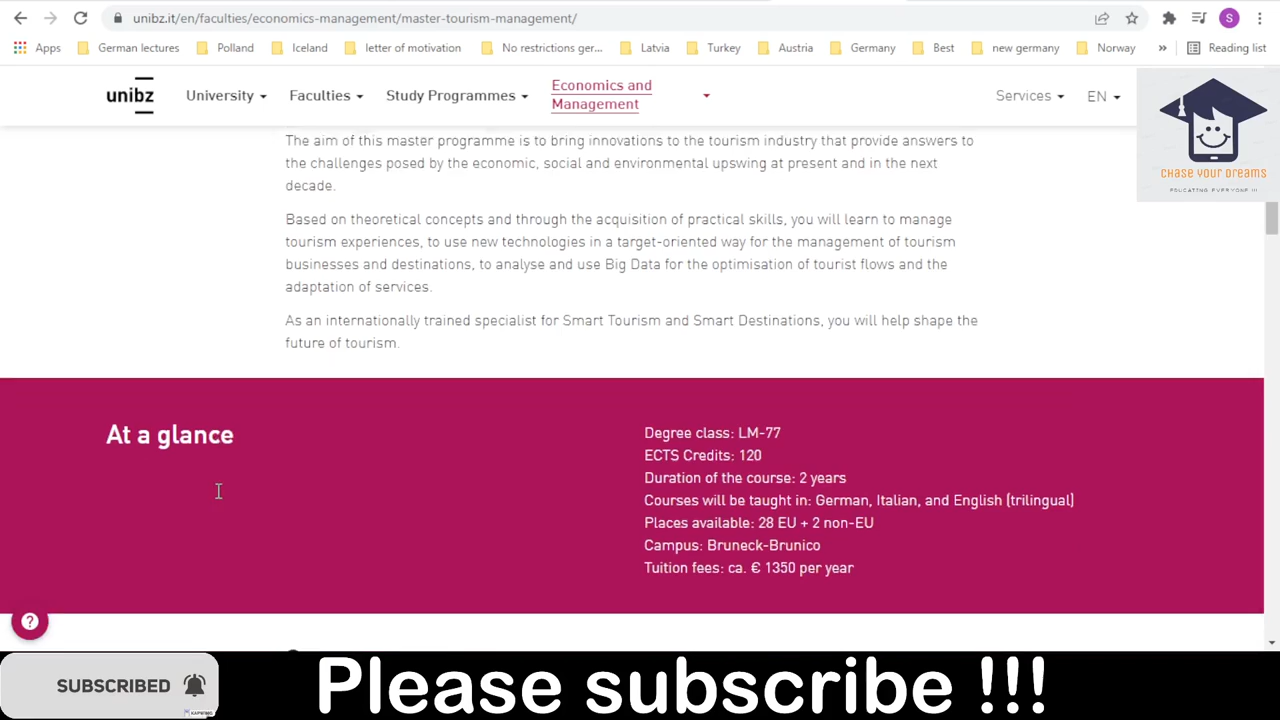 unibz.it/en/faculties/economics-management/master-tourism-management/
S
Apps German lectures Polland Iceland letter of motivation No restrictions ger... Latvia Turkey Austria Germany Best new germany Norway » Reading list
unibz University Faculties Study Programmes Economics and Management Services EN
CHASE YOUR DREAMS
EDUCATING EVERYONE !!!
The aim of this master programme is to bring innovations to the tourism industry that provide answers to
the challenges posed by the economic, social and environmental upswing at present and in the next
decade.
Based on theoretical concepts and through the acquisition of practical skills, you will learn to manage
tourism experiences, to use new technologies in a target-oriented way for the management of tourism
businesses and destinations, to analyse and use Big Data for the optimisation of tourist flows and the
adaptation of services.
As an internationally trained specialist for Smart Tourism and Smart Destinations, you will help shape the
future of tourism.
At a glance
Degree class: LM-77
ECTS Credits: 120
Duration of the course: 2 years
Courses will be taught in: German, Italian, and English (trilingual)
Places available: 28 EU + 2 non-EU
Campus: Bruneck-Brunico
Tuition fees: ca. € 1350 per year
?
SUBSCRIBED
KAPWING
Please subscribe !!!